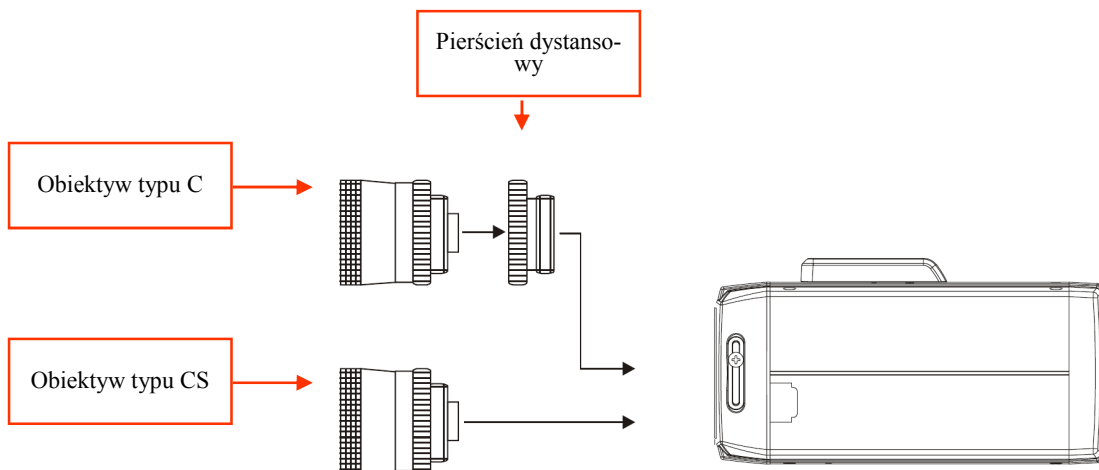 Pierścień dystanso-
wy
Obiektyw typu C
Obiektyw typu CS